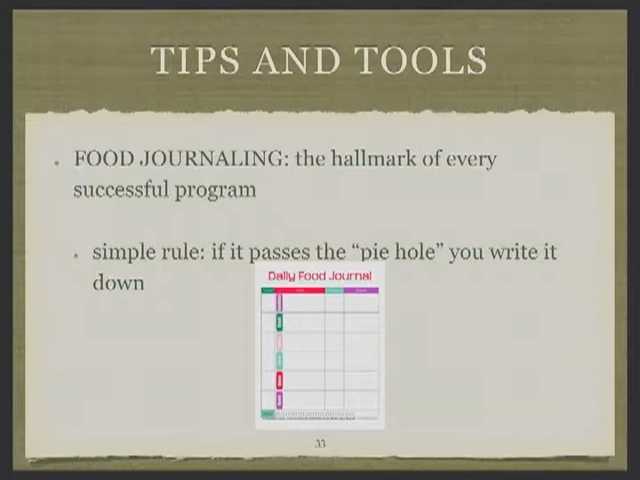 TIPS AND TOOLS
FOOD JOURNALING: the hallmark of every
successful program
simple rule: if it passes the “pie hole” you write it
down
Daily Food Journal
33